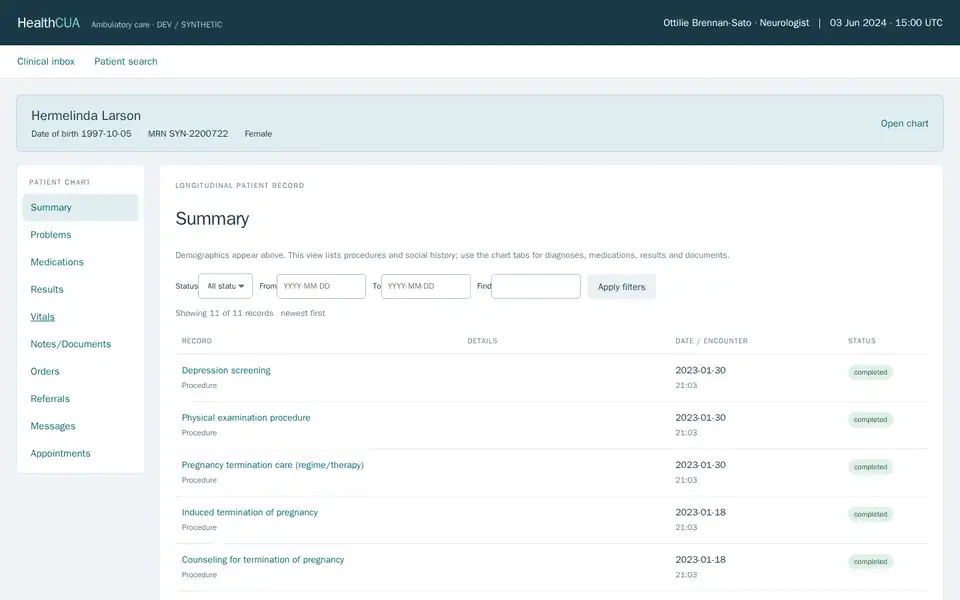 HealthCUA Ambulatory care · DEV / SYNTHETIC Ottilie Brennan-Sato · Neurologist | 03 Jun 2024 · 15:00 UTC
Clinical inbox Patient search
Hermelinda Larson
Date of birth 1997-10-05 MRN SYN-2200722 Female
Open chart
PATIENT CHART
Summary
Problems
Medications
Results
Vitals
Notes/Documents
Orders
Referrals
Messages
Appointments
LONGITUDINAL PATIENT RECORD
Summary
Demographics appear above. This view lists procedures and social history; use the chart tabs for diagnoses, medications, results and documents.
Status All statu From YYYY-MM-DD To YYYY-MM-DD Find Apply filters
Showing 11 of 11 records newest first
RECORD DETAILS DATE / ENCOUNTER STATUS
Depression screening 2023-01-30 completed
Procedure 21:03
Physical examination procedure 2023-01-30 completed
Procedure 21:03
Pregnancy termination care (regime/therapy) 2023-01-30 completed
Procedure 21:03
Induced termination of pregnancy 2023-01-18 completed
Procedure 21:03
Counseling for termination of pregnancy 2023-01-18 completed
Procedure 21:03